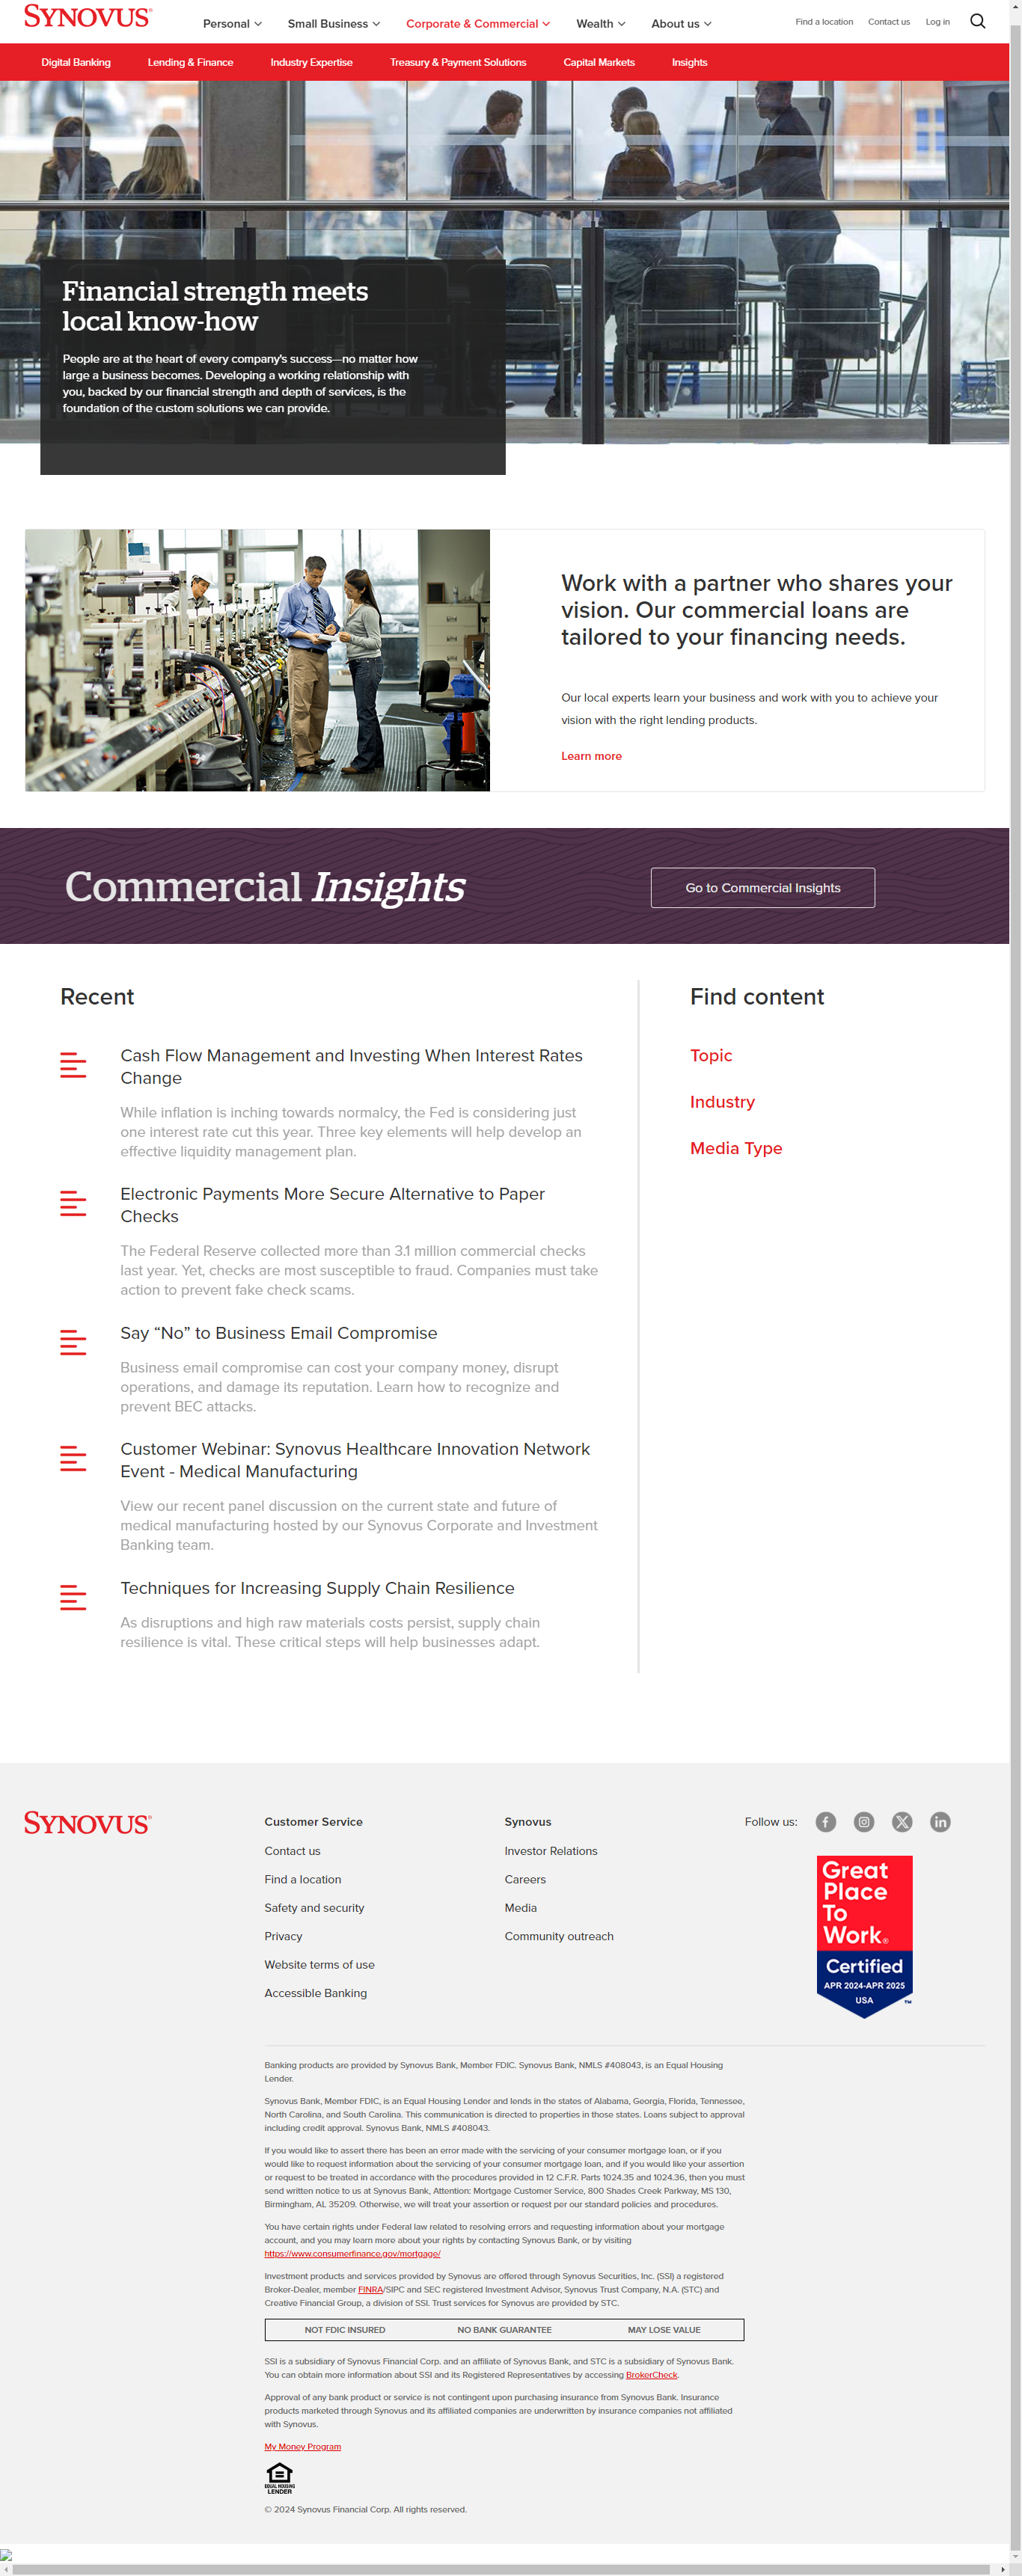 SYNOVUS®
Personal Small Business Corporate & Commercial Wealth About us
Find a location Contact us Log in
Digital Banking Lending & Finance Industry Expertise Treasury & Payment Solutions Capital Markets Insights
Financial strength meets
local know-how
People are at the heart of every company's success—no matter how
large a business becomes. Developing a working relationship with
you, backed by our financial strength and depth of services, is the
foundation of the custom solutions we can provide.
Work with a partner who shares your
vision. Our commercial loans are
tailored to your financing needs.
Our local experts learn your business and work with you to achieve your
vision with the right lending products.
Learn more
Commercial Insights
Go to Commercial Insights
Recent
Cash Flow Management and Investing When Interest Rates
Change
While inflation is inching towards normalcy, the Fed is considering just
one interest rate cut this year. Three key elements will help develop an
effective liquidity management plan.
Electronic Payments More Secure Alternative to Paper
Checks
The Federal Reserve collected more than 3.1 million commercial checks
last year. Yet, checks are most susceptible to fraud. Companies must take
action to prevent fake check scams.
Say “No” to Business Email Compromise
Business email compromise can cost your company money, disrupt
operations, and damage its reputation. Learn how to recognize and
prevent BEC attacks.
Customer Webinar: Synovus Healthcare Innovation Network
Event - Medical Manufacturing
View our recent panel discussion on the current state and future of
medical manufacturing hosted by our Synovus Corporate and Investment
Banking team.
Techniques for Increasing Supply Chain Resilience
As disruptions and high raw materials costs persist, supply chain
resilience is vital. These critical steps will help businesses adapt.
Find content
Topic
Industry
Media Type
SYNOVUS®
Customer Service
Contact us
Find a location
Safety and security
Privacy
Website terms of use
Accessible Banking
Synovus
Investor Relations
Careers
Media
Community outreach
Follow us:
Great
Place
To
Work®
Certified
APR 2024-APR 2025
USA
™
Banking products are provided by Synovus Bank, Member FDIC. Synovus Bank, NMLS #408043, is an Equal Housing
Lender.
Synovus Bank, Member FDIC, is an Equal Housing Lender and lends in the states of Alabama, Georgia, Florida, Tennessee,
North Carolina, and South Carolina. This communication is directed to properties in those states. Loans subject to approval
including credit approval. Synovus Bank, NMLS #408043.
If you would like to assert there has been an error made with the servicing of your consumer mortgage loan, or if you
would like to request information about the servicing of your consumer mortgage loan, and if you would like your assertion
or request to be treated in accordance with the procedures provided in 12 C.F.R. Parts 1024.35 and 1024.36, then you must
send written notice to us at Synovus Bank, Attention: Mortgage Customer Service, 800 Shades Creek Parkway, MS 130,
Birmingham, AL 35209. Otherwise, we will treat your assertion or request per our standard policies and procedures.
You have certain rights under Federal law related to resolving errors and requesting information about your mortgage
account, and you may learn more about your rights by contacting Synovus Bank, or by visiting
https://www.consumerfinance.gov/mortgage/
Investment products and services provided by Synovus are offered through Synovus Securities, Inc. (SSI) a registered
Broker-Dealer, member FINRA/SIPC and SEC registered Investment Advisor, Synovus Trust Company, N.A. (STC) and
Creative Financial Group, a division of SSI. Trust services for Synovus are provided by STC.
NOT FDIC INSURED NO BANK GUARANTEE MAY LOSE VALUE
SSI is a subsidiary of Synovus Financial Corp. and an affiliate of Synovus Bank, and STC is a subsidiary of Synovus Bank.
You can obtain more information about SSI and its Registered Representatives by accessing BrokerCheck.
Approval of any bank product or service is not contingent upon purchasing insurance from Synovus Bank. Insurance
products marketed through Synovus and its affiliated companies are underwritten by insurance companies not affiliated
with Synovus.
My Money Program
EQUAL HOUSING
LENDER
© 2024 Synovus Financial Corp. All rights reserved.